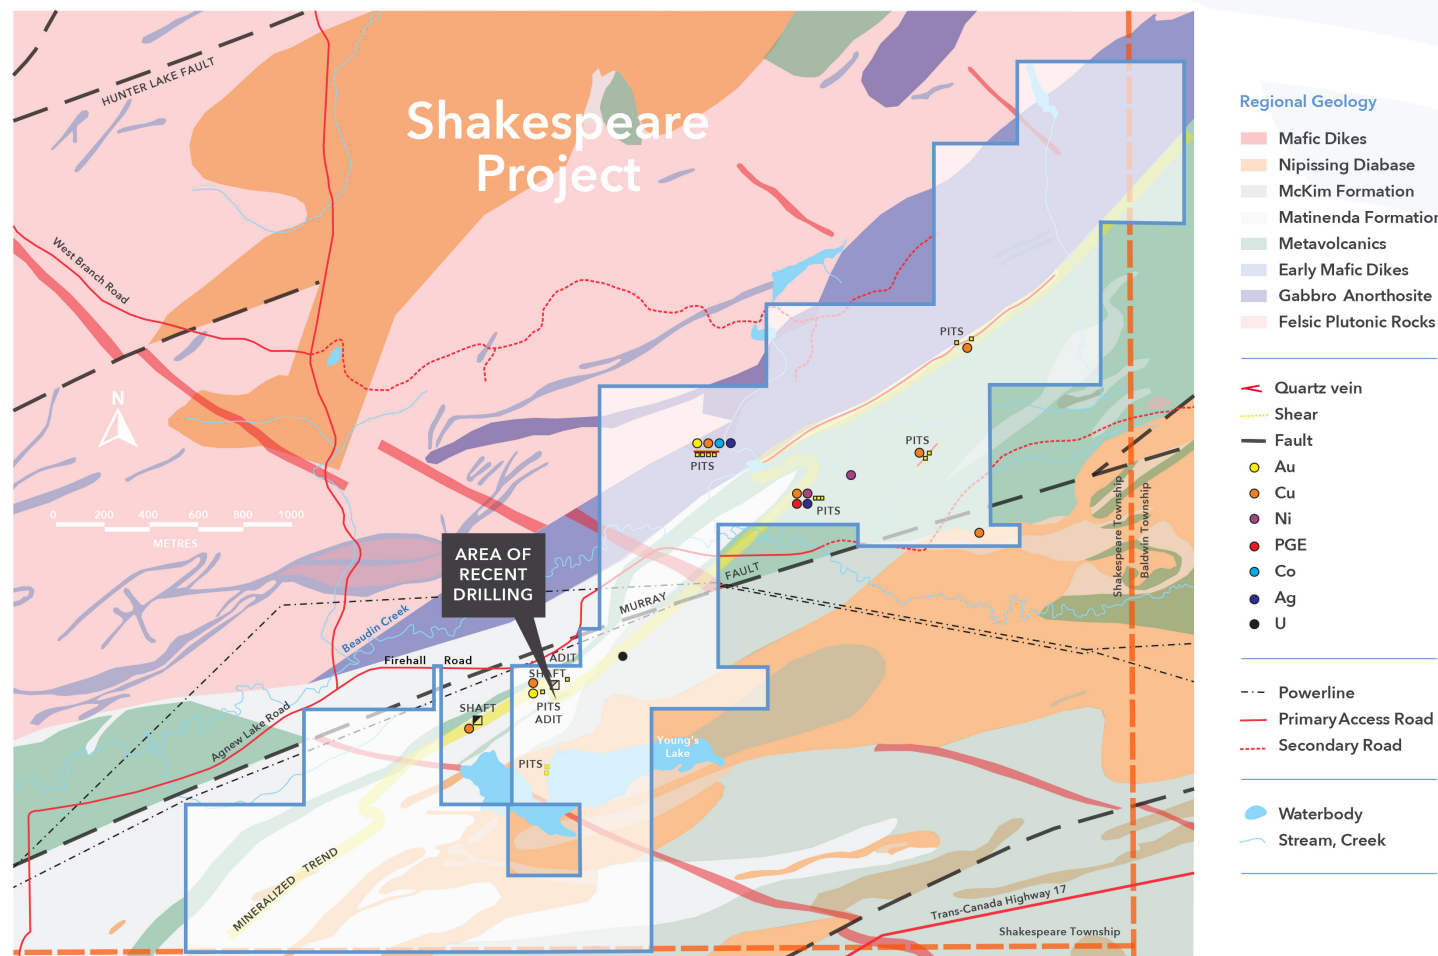 HUNTER LAKE FAULT
Shakespeare
Project
West Branch Road
N
0 200 400 600 800 1000
METRES
PITS
PITS
PITS
PITS
AREA OF
RECENT
DRILLING
FAULT
MURRAY
Beaudin Creek
Firehall Road
ADIT
SHAFT
PITS
ADIT
SHAFT
Agnew Lake Road
PITS
Young's
Lake
MINERALIZED TREND
Shakespeare Township
Baldwin Township
Trans-Canada Highway 17
Shakespeare Township
Regional Geology
Mafic Dikes
Nipissing Diabase
McKim Formation
Matinenda Formation
Metavolcanics
Early Mafic Dikes
Gabbro Anorthosite
Felsic Plutonic Rocks
Quartz vein
Shear
Fault
Au
Cu
Ni
PGE
Co
Ag
U
Powerline
Primary Access Road
Secondary Road
Waterbody
Stream, Creek